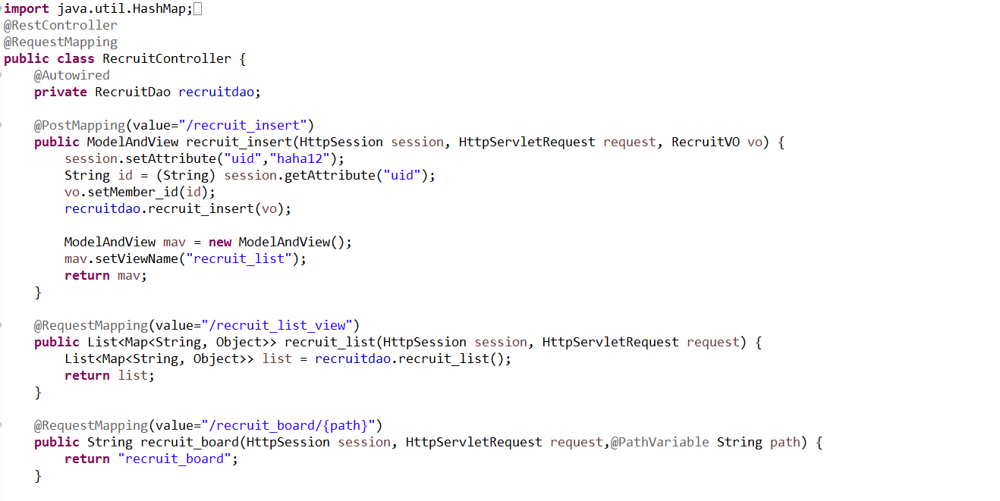 import java.util.HashMap;
@RestController
@RequestMapping
public class RecruitController {
    @Autowired
    private RecruitDao recruitdao;

    @PostMapping(value="/recruit_insert")
    public ModelAndView recruit_insert(HttpSession session, HttpServletRequest request, RecruitVO vo) {
        session.setAttribute("uid","haha12");
        String id = (String) session.getAttribute("uid");
        vo.setMember_id(id);
        recruitdao.recruit_insert(vo);

        ModelAndView mav = new ModelAndView();
        mav.setViewName("recruit_list");
        return mav;
    }

    @RequestMapping(value="/recruit_list_view")
    public List<Map<String, Object>> recruit_list(HttpSession session, HttpServletRequest request) {
        List<Map<String, Object>> list = recruitdao.recruit_list();
        return list;
    }

    @RequestMapping(value="/recruit_board/{path}")
    public String recruit_board(HttpSession session, HttpServletRequest request,@PathVariable String path) {
        return "recruit_board";
    }